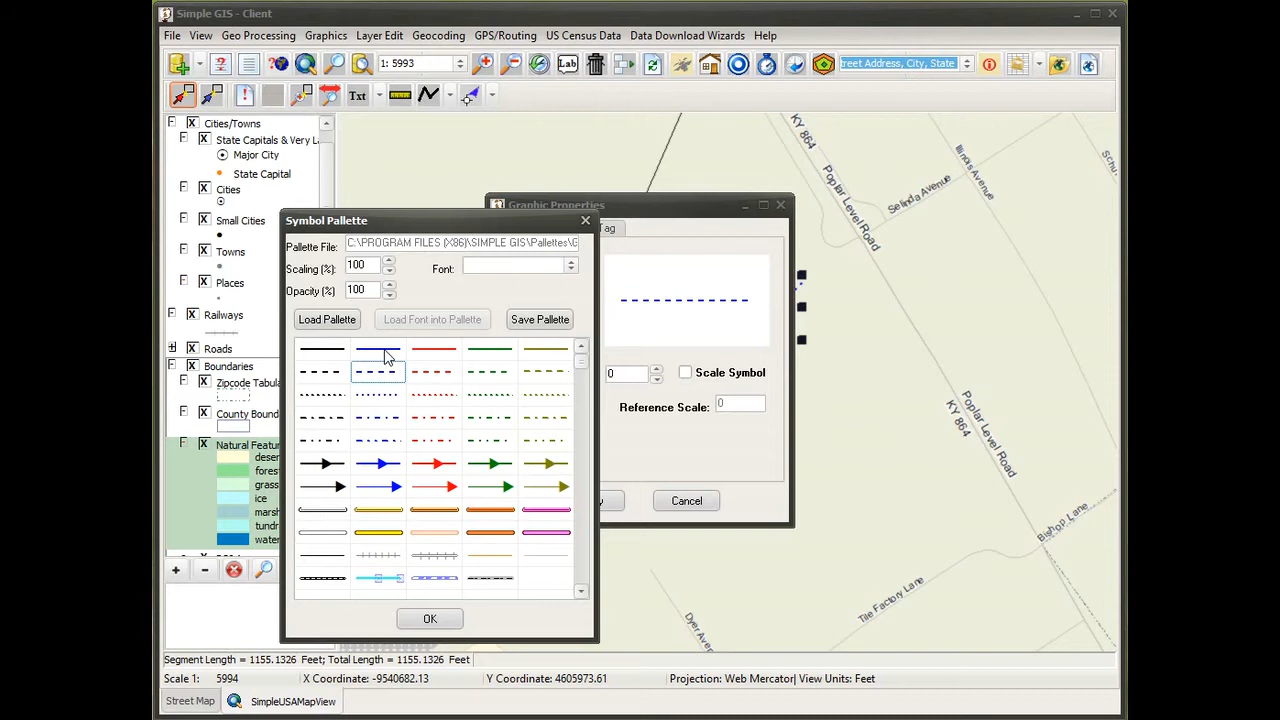 Simple GIS - Client
File View Geo Processing Graphics Layer Edit Geocoding GPS/Routing US Census Data Data Download Wizards Help
1: 5993 Lab treet Address, City, State
Txt
Cities/Towns
State Capitals & Very La
Major City
State Capital
Cities
Small Cities
Towns
Places
Railways
Roads
Boundaries
Zipcode Tabula
County Bound
Natural Featur
deser
fores
grass
ice
marsh
tundr
water
Symbol Pallette
Pallette File: C:\PROGRAM FILES (X86)\SIMPLE GIS\Pallettes\G
Scaling (%): 100 Font:
Opacity (%) 100
Load Pallette Load Font into Pallette Save Pallette
OK
Graphic Properties
Tag
0 Scale Symbol
Reference Scale: 0
y Cancel
KY 864
Poplar Level Road
Selinda Avenue
Illinois Avenue
Schu
Poplar Level Road
KY 864
Bishop Lane
Tile Factory Lane
Dyer Aven
Segment Length = 1155.1326 Feet; Total Length = 1155.1326 Feet
Scale 1: 5994 X Coordinate: -9540682.13 Y Coordinate: 4605973.61 Projection: Web Mercator| View Units: Feet
Street Map SimpleUSAMapView